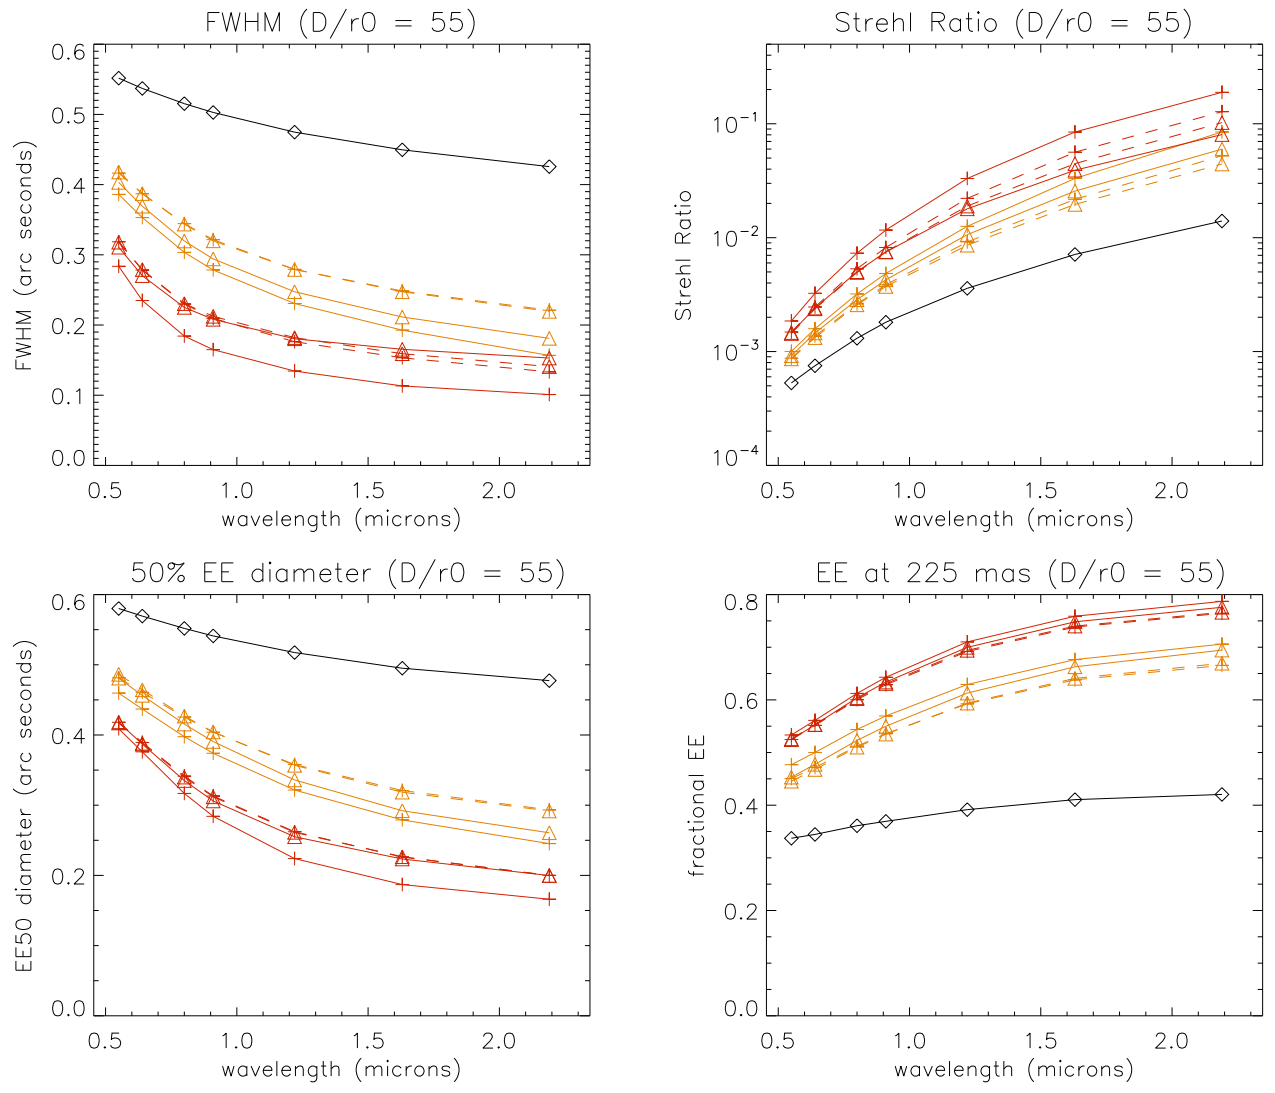 FWHM (D/r0 = 55)
FWHM (arc seconds)
0.6
0.5
0.4
0.3
0.2
0.1
0.0
0.5 1.0 1.5 2.0
wavelength (microns)
Strehl Ratio (D/r0 = 55)
Strehl Ratio
10⁻¹
10⁻²
10⁻³
10⁻⁴
0.5 1.0 1.5 2.0
wavelength (microns)
50% EE diameter (D/r0 = 55)
EE50 diameter (arc seconds)
0.6
0.4
0.2
0.0
0.5 1.0 1.5 2.0
wavelength (microns)
EE at 225 mas (D/r0 = 55)
fractional EE
0.8
0.6
0.4
0.2
0.0
0.5 1.0 1.5 2.0
wavelength (microns)